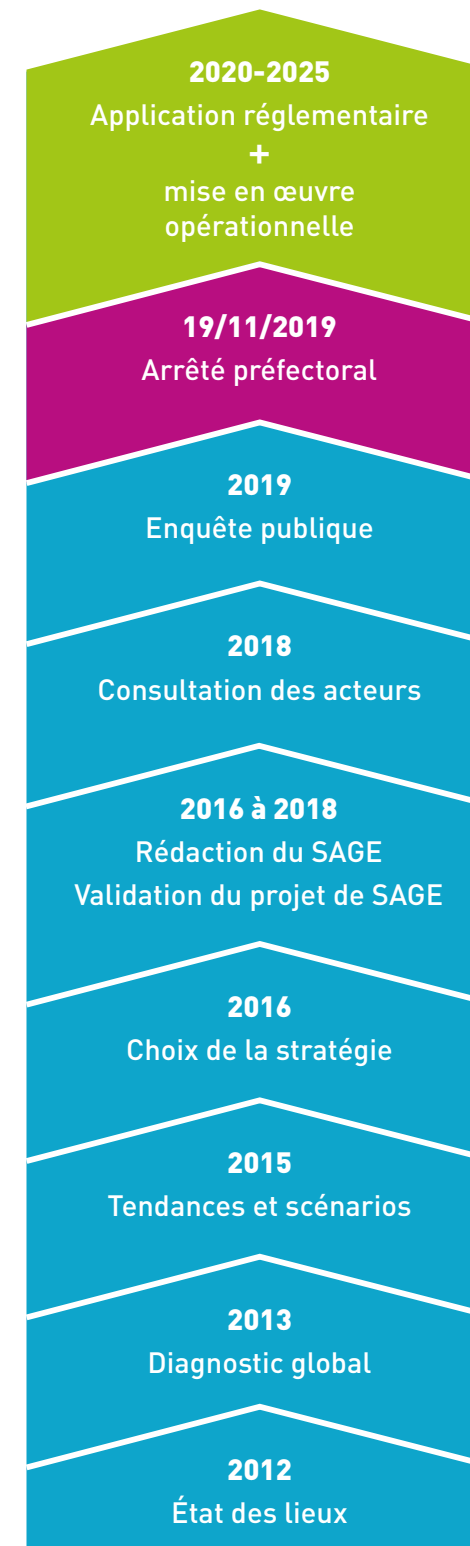 2020-2025
Application réglementaire
+
mise en œuvre
opérationnelle
19/11/2019
Arrêté préfectoral
2019
Enquête publique
2018
Consultation des acteurs
2016 à 2018
Rédaction du SAGE
Validation du projet de SAGE
2016
Choix de la stratégie
2015
Tendances et scénarios
2013
Diagnostic global
2012
État des lieux